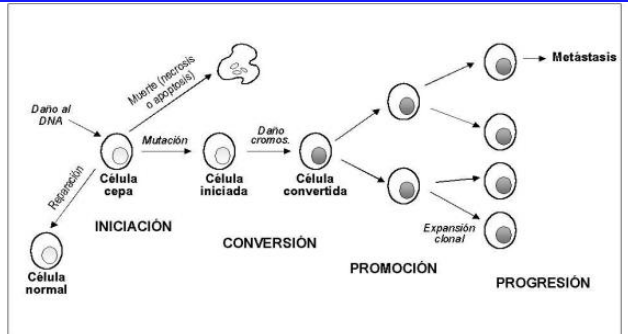 Muerte (necrosis
o apoptosis)
Metástasis
Daño al
DNA
Mutación
Daño
cromos.
Célula
cepa
Célula
iniciada
Célula
convertida
Reparación
INICIACIÓN
CONVERSIÓN
Expansión
clonal
PROMOCIÓN
PROGRESIÓN
Célula
normal